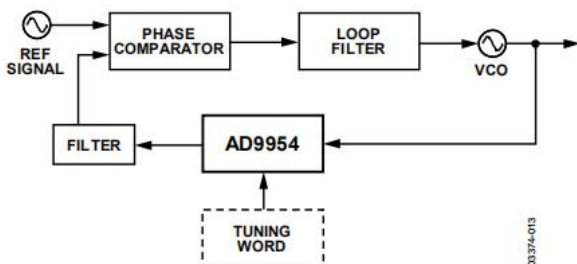 REF
SIGNAL
PHASE
COMPARATOR
LOOP
FILTER
VCO
FILTER
AD9954
TUNING
WORD
03374-013